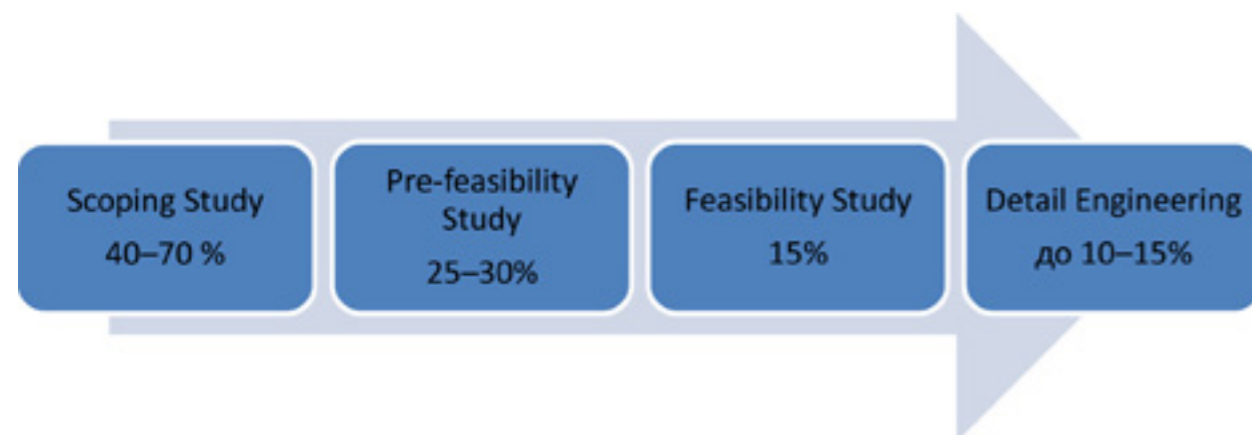 Scoping Study
40–70 %
Pre-feasibility
Study
25–30%
Feasibility Study
15%
Detail Engineering
до 10–15%